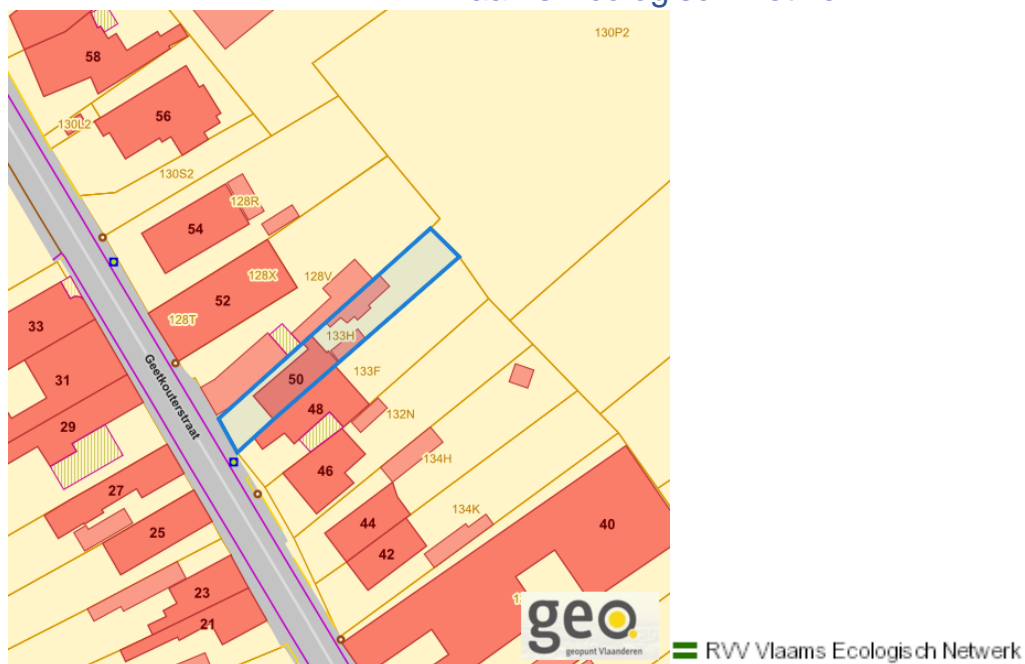 130P2
58
56
130L2
130S2
128R
54
128X
128V
52
128T
133H
33
Geetkouterstraat
133F
31
50
48
132N
29
46
134H
27
134K
44
40
25
42
23
21
geo.
geopunt Vlaanderen
RVV Vlaams Ecologisch Netwerk